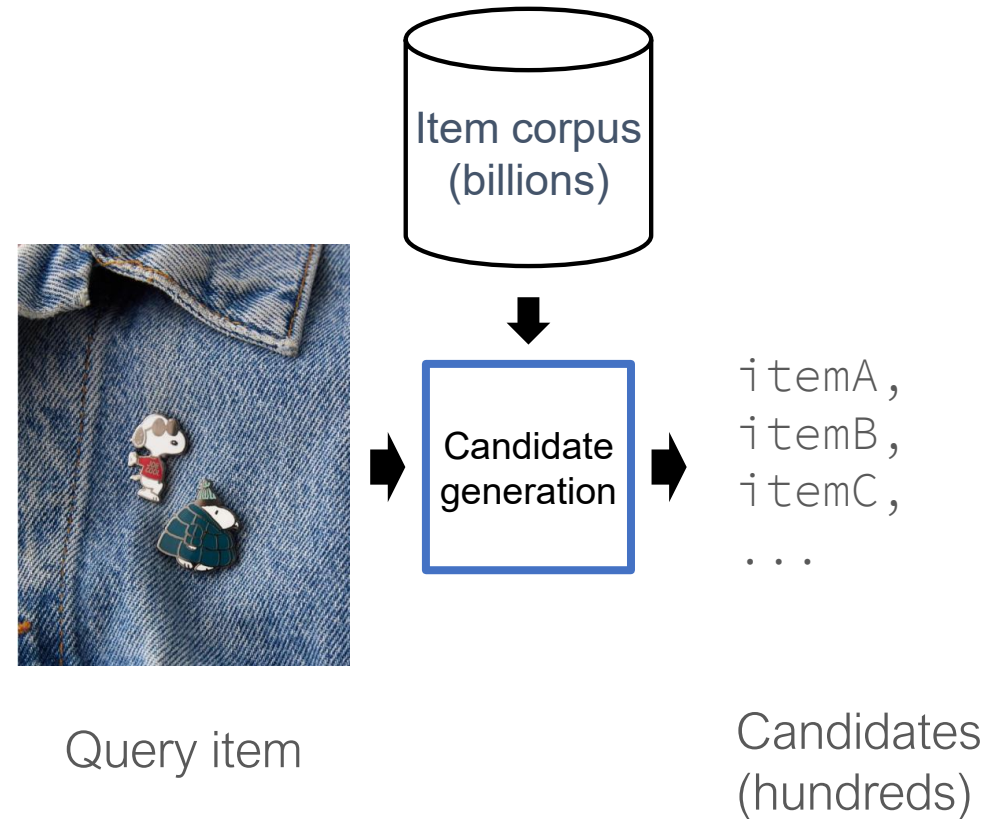 Item corpus
(billions)
Candidate
generation
itemA,
itemB,
itemC,
...
Query item
Candidates
(hundreds)